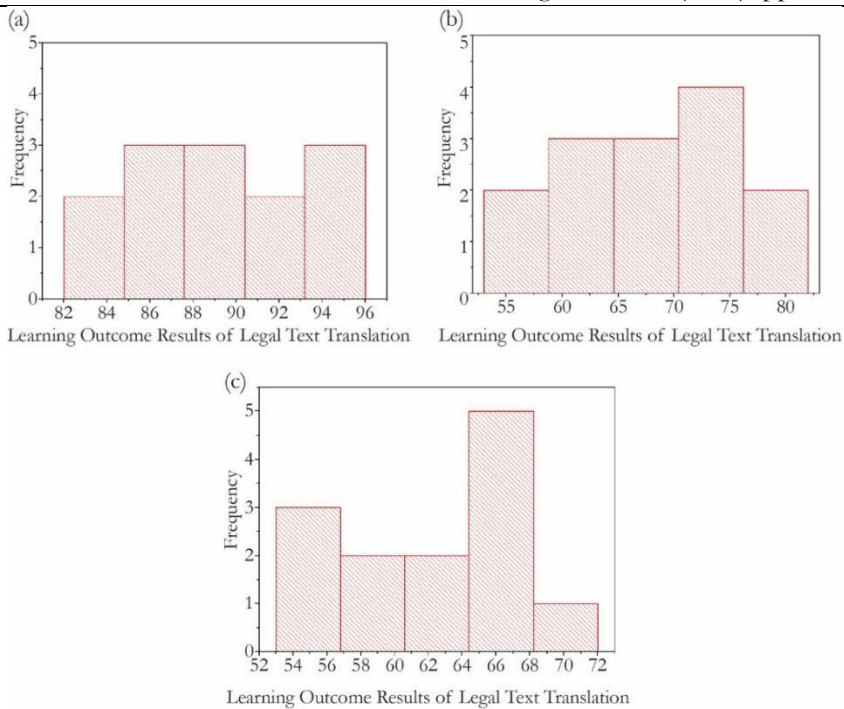 (a)
5
4
3
2
1
0
Frequency
82 84 86 88 90 92 94 96
Learning Outcome Results of Legal Text Translation
(b)
5
4
3
2
1
0
Frequency
55 60 65 70 75 80
Learning Outcome Results of Legal Text Translation
(c)
5
4
3
2
1
0
Frequency
52 54 56 58 60 62 64 66 68 70 72
Learning Outcome Results of Legal Text Translation